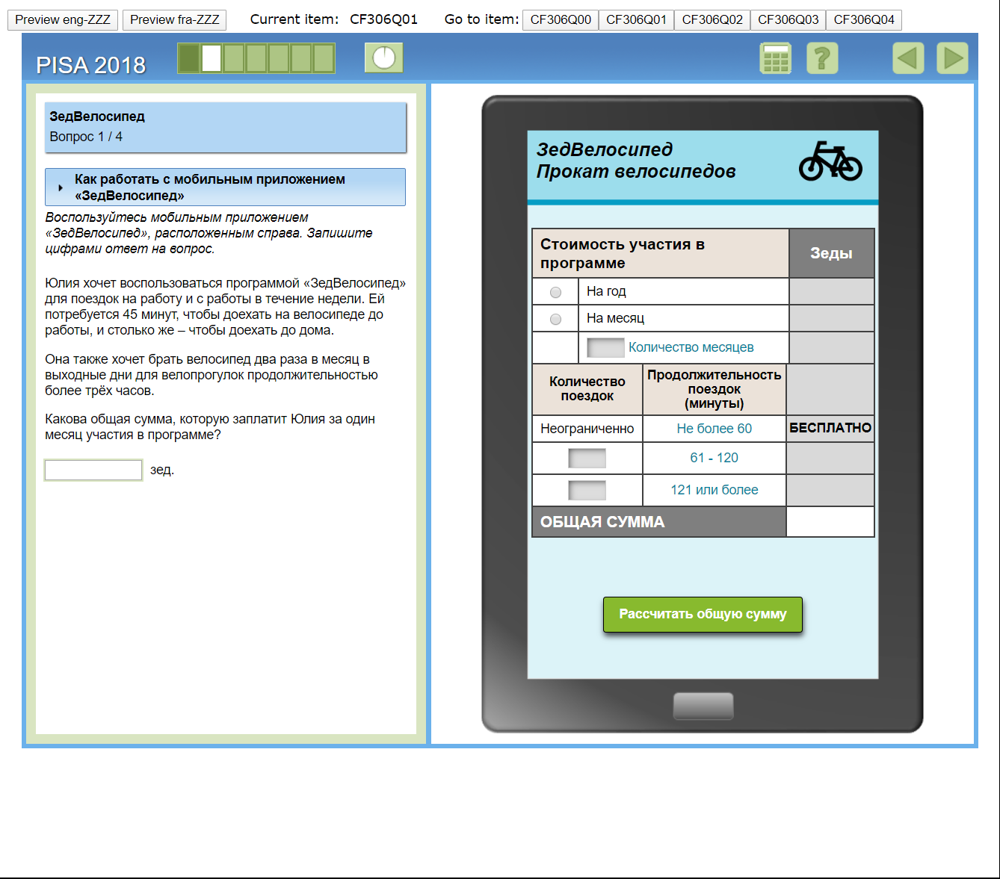 Preview eng-ZZZ Preview fra-ZZZ Current item: CF306Q01 Go to item: CF306Q00 CF306Q01 CF306Q02 CF306Q03 CF306Q04
PISA 2018
?
ЗедВелосипед
Вопрос 1 / 4
Как работать с мобильным приложением
«ЗедВелосипед»
Воспользуйтесь мобильным приложением
«ЗедВелосипед», расположенным справа. Запишите
цифрами ответ на вопрос.
Юлия хочет воспользоваться программой «ЗедВелосипед»
для поездок на работу и с работы в течение недели. Ей
потребуется 45 минут, чтобы доехать на велосипеде до
работы, и столько же – чтобы доехать до дома.
Она также хочет брать велосипед два раза в месяц в
выходные дни для велопрогулок продолжительностью
более трёх часов.
Какова общая сумма, которую заплатит Юлия за один
месяц участия в программе?
зед.
ЗедВелосипед
Прокат велосипедов
Стоимость участия в
программе
Зеды
На год
На месяц
Количество месяцев
Количество
поездок
Продолжительность
поездок
(минуты)
Неограниченно Не более 60 БЕСПЛАТНО
61 - 120
121 или более
ОБЩАЯ СУММА
Рассчитать общую сумму